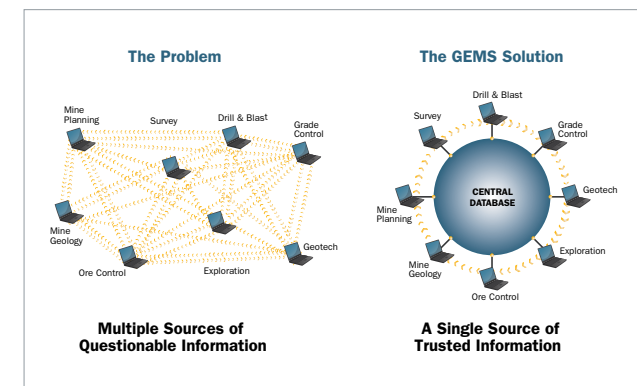 The Problem
Mine
Planning
Survey
Drill & Blast
Grade
Control
Mine
Geology
Ore Control
Exploration
Geotech
Multiple Sources of
Questionable Information
The GEMS Solution
Drill & Blast
Survey
Grade
Control
CENTRAL
DATABASE
Geotech
Mine
Planning
Exploration
Mine
Geology
Ore Control
A Single Source of
Trusted Information